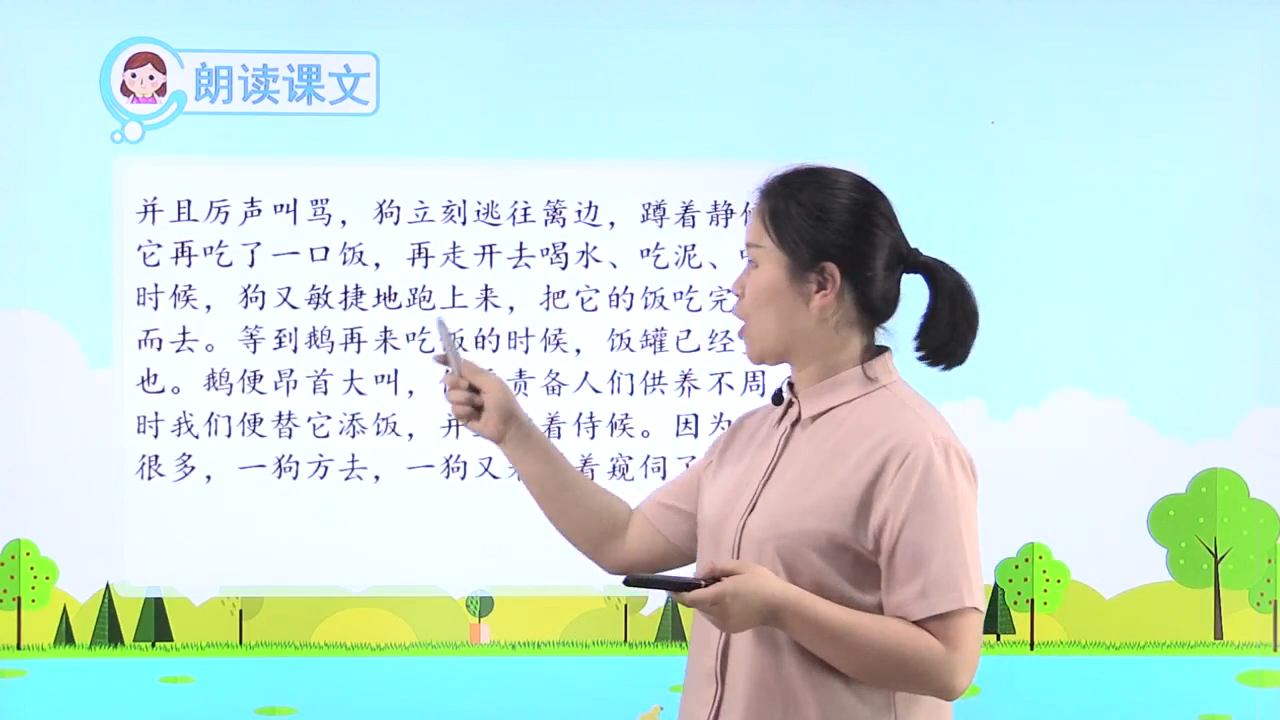 朗读课文
并且厉声叫骂，狗立刻逃往篱边，蹲着静候
它再吃了一口饭，再走开去喝水、吃泥、
时候，狗又敏捷地跑上来，把它的饭吃完
而去。等到鹅再来吃饭的时候，饭罐已经
也。鹅便昂首大叫，责备人们供养不周
时我们便替它添饭，并着侍候。因为
很多，一狗方去，一狗又着窥伺了